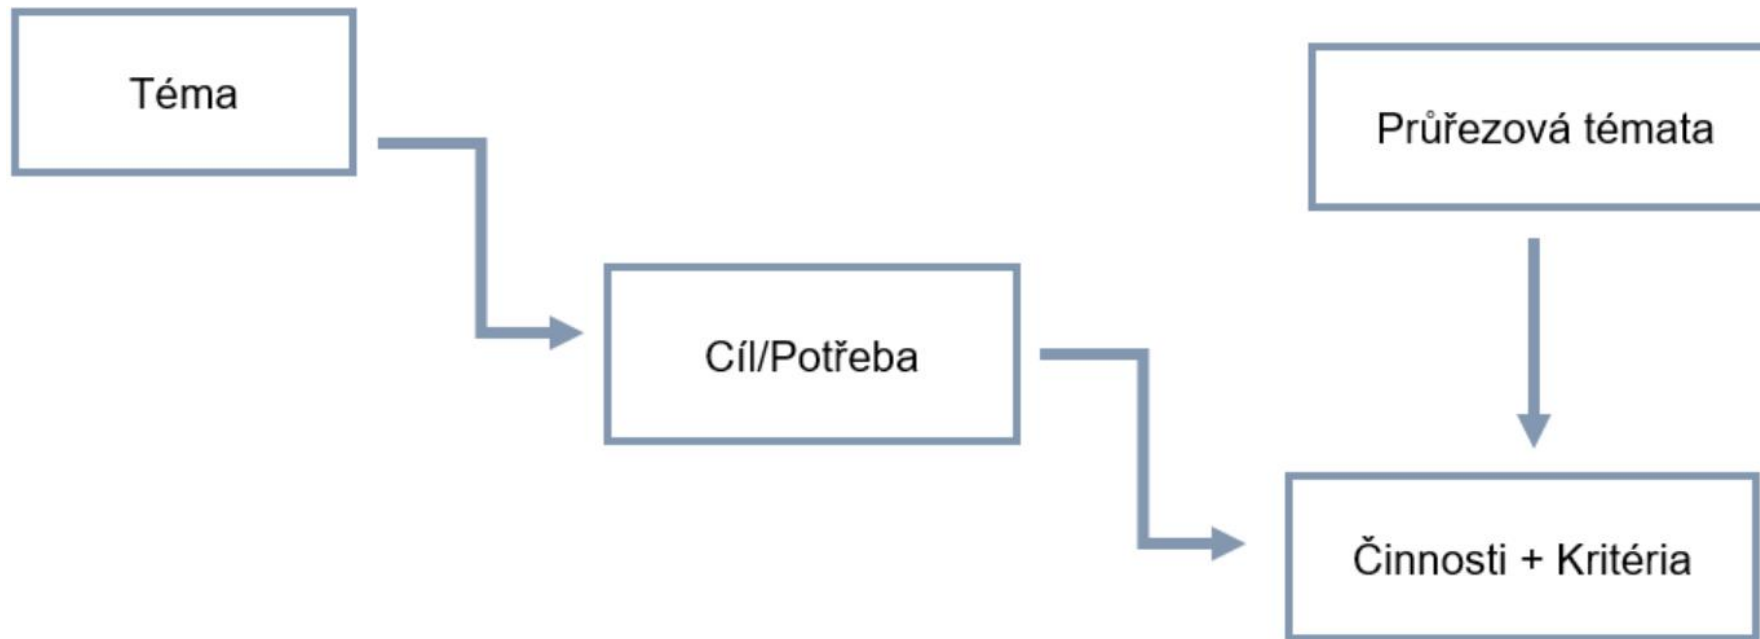 Téma
Průřezová témata
Cíl/Potřeba
Činnosti + Kritéria